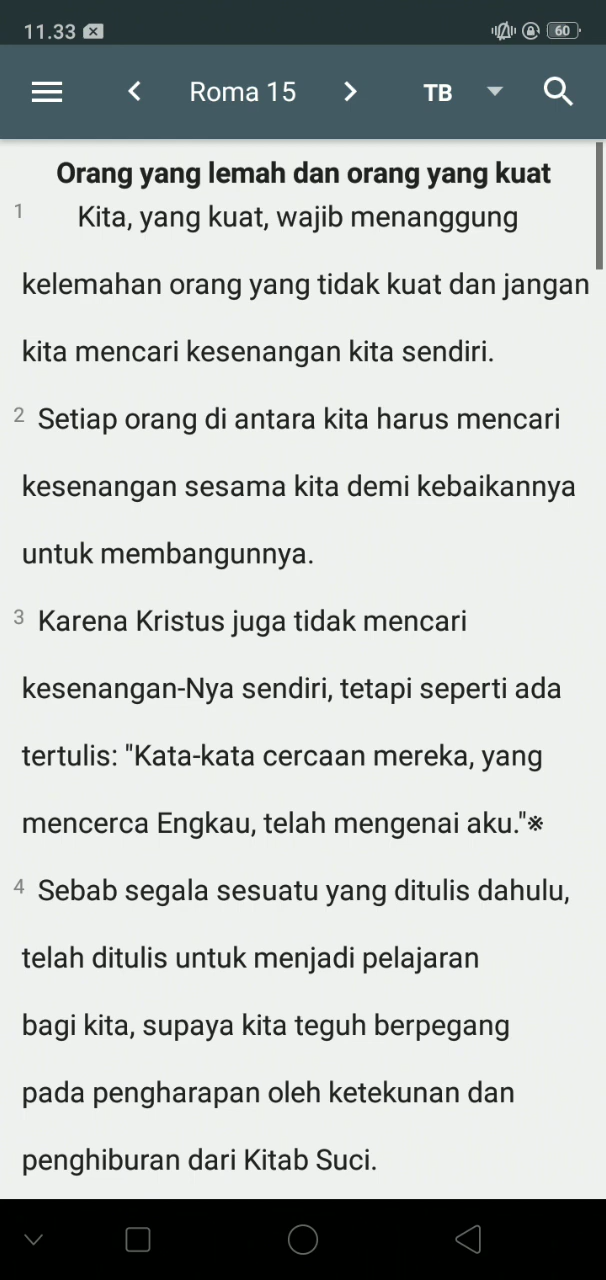 11.33
60
Roma 15
TB
Orang yang lemah dan orang yang kuat
1 Kita, yang kuat, wajib menanggung
kelemahan orang yang tidak kuat dan jangan
kita mencari kesenangan kita sendiri.
2 Setiap orang di antara kita harus mencari
kesenangan sesama kita demi kebaikannya
untuk membangunnya.
3 Karena Kristus juga tidak mencari
kesenangan-Nya sendiri, tetapi seperti ada
tertulis: "Kata-kata cercaan mereka, yang
mencerca Engkau, telah mengenai aku."※
4 Sebab segala sesuatu yang ditulis dahulu,
telah ditulis untuk menjadi pelajaran
bagi kita, supaya kita teguh berpegang
pada pengharapan oleh ketekunan dan
penghiburan dari Kitab Suci.